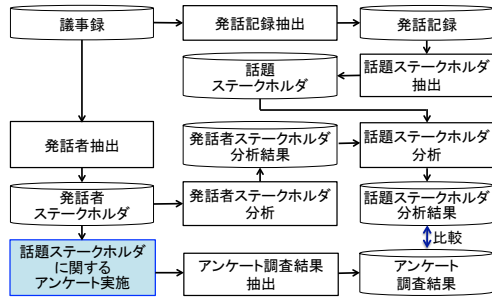 議事録
発話記録抽出
発話記録
話題
ステークホルダ
話題ステークホルダ
抽出
発話者抽出
発話者ステークホルダ
分析結果
話題ステークホルダ
分析
発話者
ステークホルダ
発話者ステークホルダ
分析
話題ステークホルダ
分析結果
比較
話題ステークホルダ
に関する
アンケート実施
アンケート調査結果
抽出
アンケート
調査結果